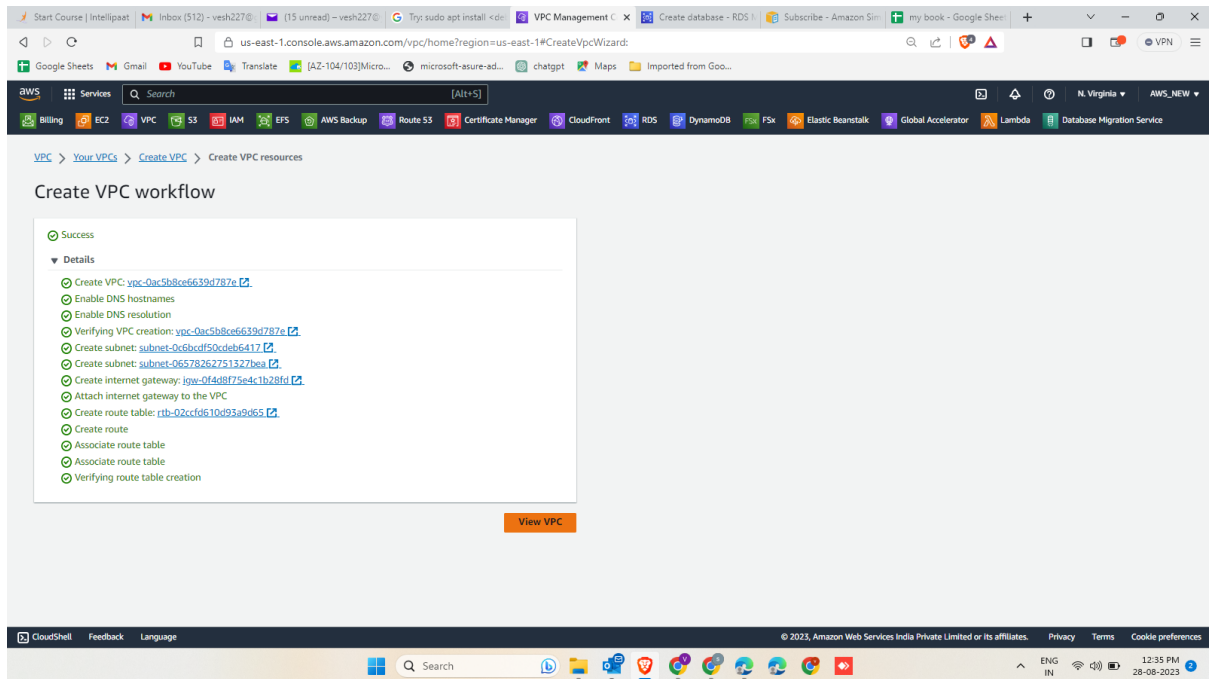 Start Course | Intellipaat
Inbox (512) - vesh227@
(15 unread) - vesh227@
Try: sudo apt install <de
VPC Management C
Create database - RDS
Subscribe - Amazon Sim
my book - Google Sheet
us-east-1.console.aws.amazon.com/vpc/home?region=us-east-1#CreateVpcWizard:
VPN
Google Sheets
Gmail
YouTube
Translate
[AZ-104/103]Micro...
microsoft-asure-ad...
chatgpt
Maps
Imported from Goo...
aws
Services
Search
[Alt+S]
N. Virginia
AWS_NEW
Billing
EC2
VPC
S3
IAM
EFS
AWS Backup
Route 53
Certificate Manager
CloudFront
RDS
DynamoDB
FSx
FSx
Elastic Beanstalk
Global Accelerator
Lambda
Database Migration Service
VPC > Your VPCs > Create VPC > Create VPC resources
Create VPC workflow
Success
Details
Create VPC: vpc-0ac5b8ce6639d787e
Enable DNS hostnames
Enable DNS resolution
Verifying VPC creation: vpc-0ac5b8ce6639d787e
Create subnet: subnet-0c6bcdf50cdeb6417
Create subnet: subnet-06578262751327bea
Create internet gateway: igw-0f4d8f75e4c1b28fd
Attach internet gateway to the VPC
Create route table: rtb-02ccfd610d93a9d65
Create route
Associate route table
Associate route table
Verifying route table creation
View VPC
CloudShell
Feedback
Language
© 2023, Amazon Web Services India Private Limited or its affiliates.
Privacy
Terms
Cookie preferences
Search
ENG
IN
12:35 PM
28-08-2023
2